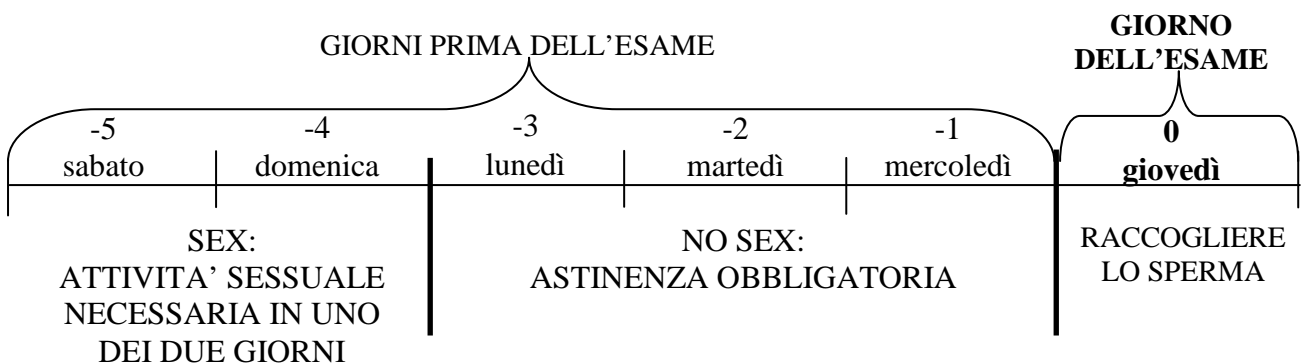 GIORNI PRIMA DELL'ESAME
GIORNO
DELL'ESAME
-5 -4 -3 -2 -1 0
sabato domenica lunedì martedì mercoledì giovedì
SEX:
ATTIVITA' SESSUALE
NECESSARIA IN UNO
DEI DUE GIORNI
NO SEX:
ASTINENZA OBBLIGATORIA
RACCOGLIERE
LO SPERMA